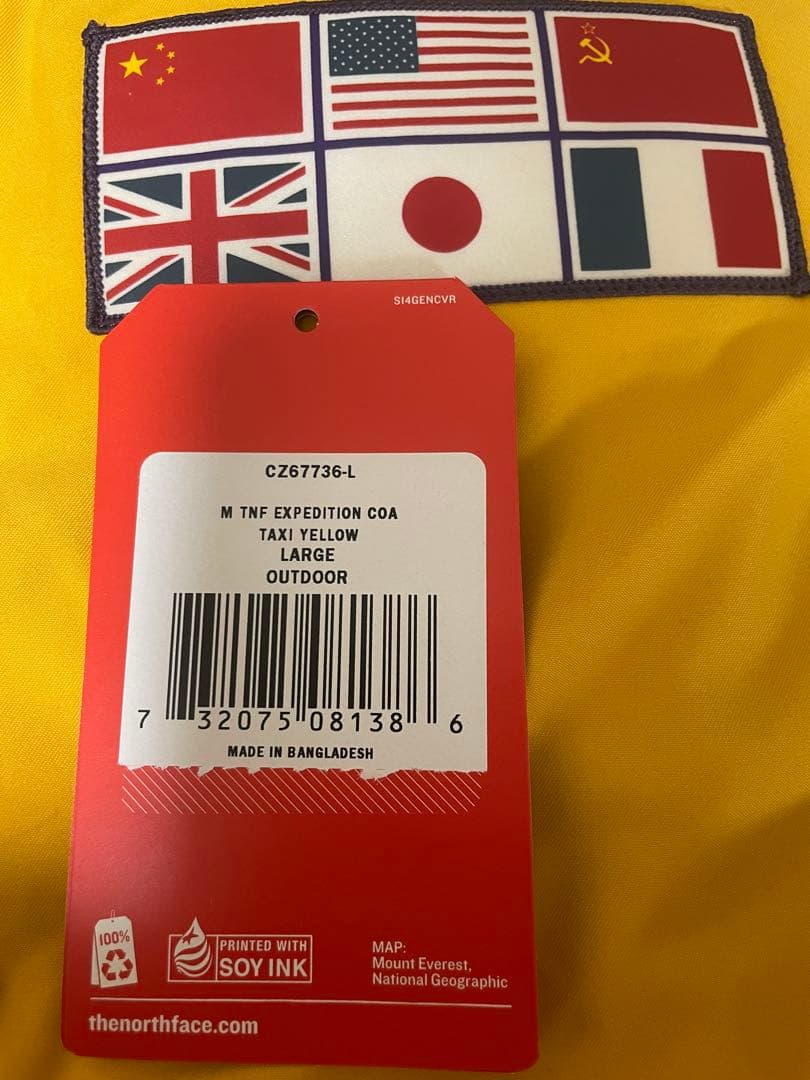 SI4GENCVR
CZ67736-L
M TNF EXPEDITION COA
TAXI YELLOW
LARGE
OUTDOOR
7 32075 08138 6
MADE IN BANGLADESH
100%
PRINTED WITH
SOY INK
MAP:
Mount Everest,
National Geographic
thenorthface.com